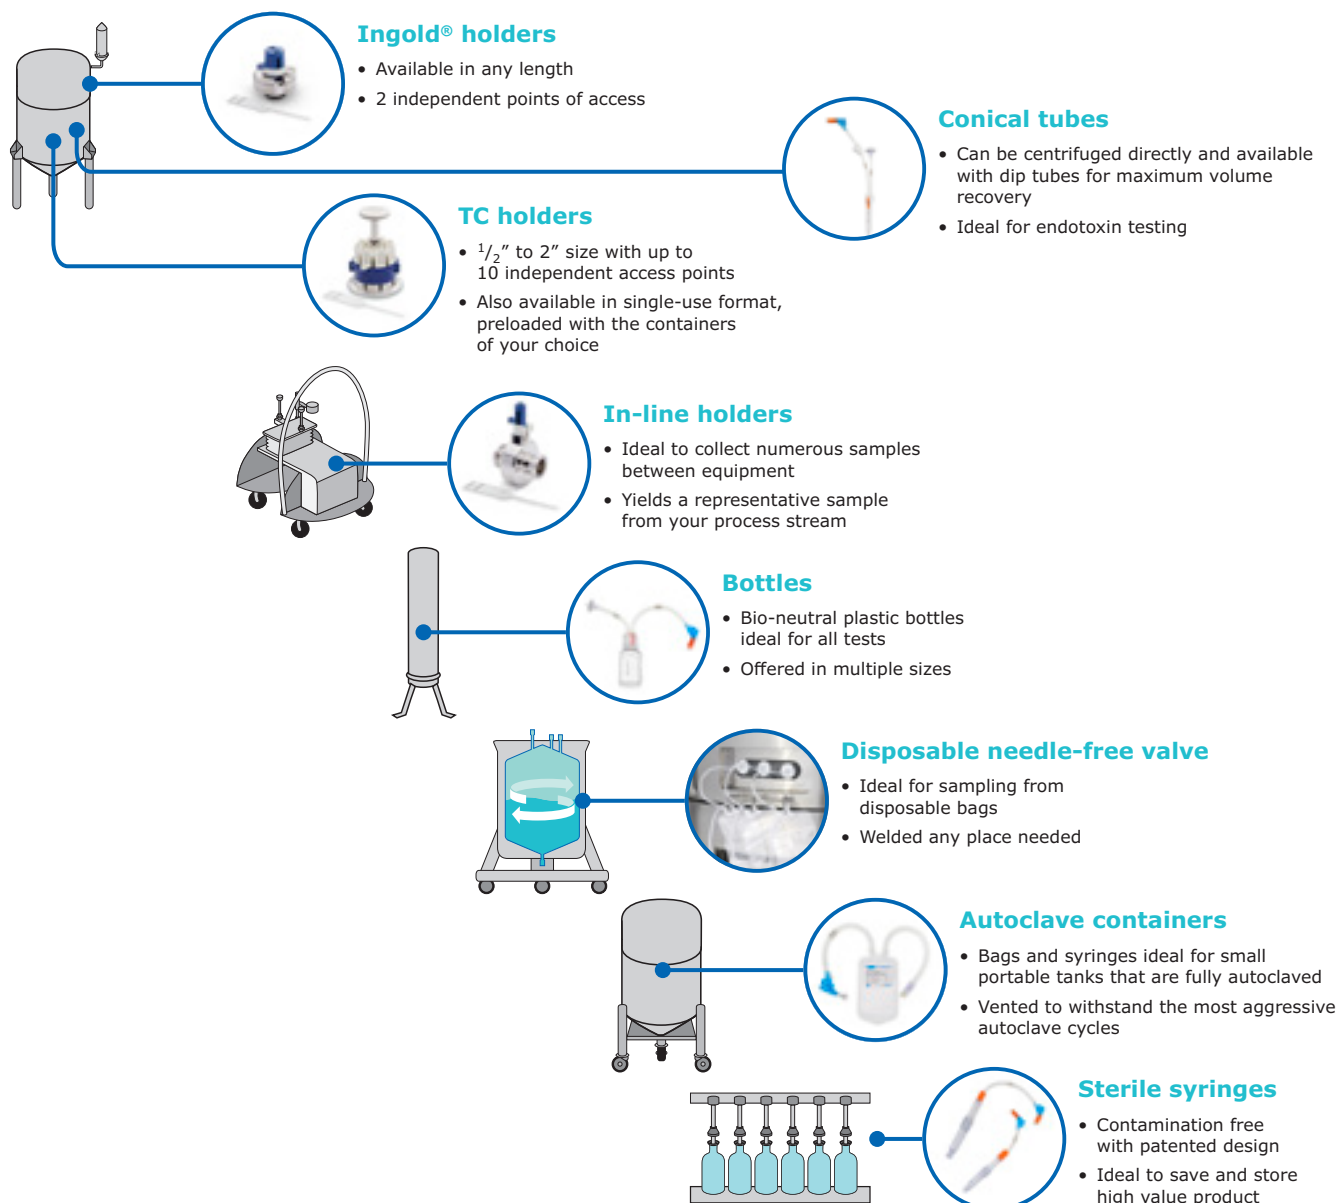 Ingold® holders
• Available in any length
• 2 independent points of access
Conical tubes
• Can be centrifuged directly and available
with dip tubes for maximum volume
recovery
• Ideal for endotoxin testing
TC holders
• 1/2” to 2” size with up to
10 independent access points
• Also available in single-use format,
preloaded with the containers
of your choice
In-line holders
• Ideal to collect numerous samples
between equipment
• Yields a representative sample
from your process stream
Bottles
• Bio-neutral plastic bottles
ideal for all tests
• Offered in multiple sizes
Disposable needle-free valve
• Ideal for sampling from
disposable bags
• Welded any place needed
Autoclave containers
• Bags and syringes ideal for small
portable tanks that are fully autoclaved
• Vented to withstand the most aggressive
autoclave cycles
Sterile syringes
• Contamination free
with patented design
• Ideal to save and store
high value product